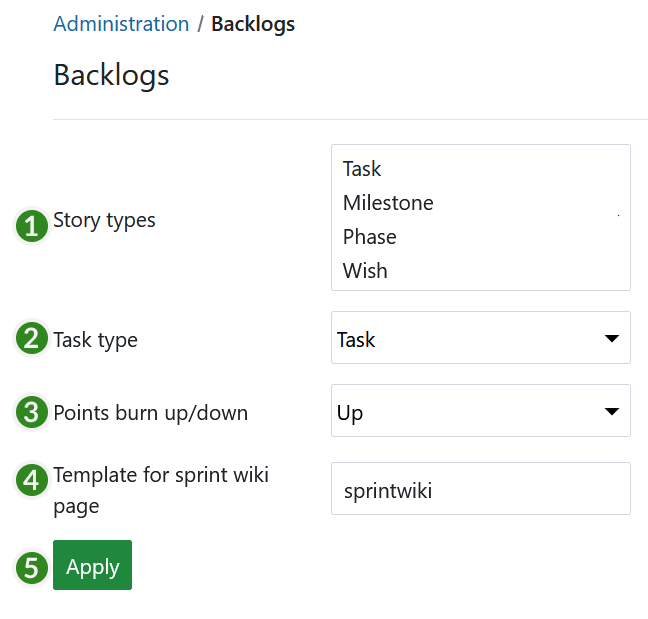 Administration / Backlogs
Backlogs
1 Story types
Task
Milestone
Phase
Wish
2 Task type
Task
3 Points burn up/down
Up
4 Template for sprint wiki
page
sprintwiki
5 Apply